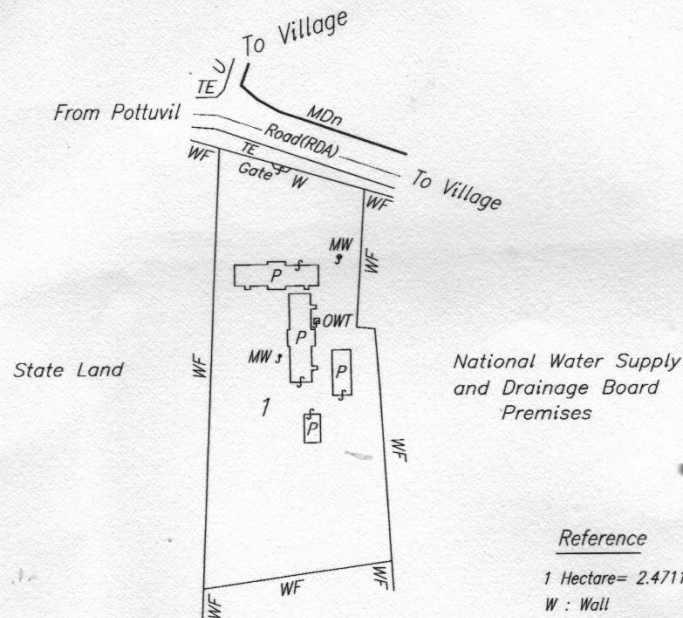 To Village
U
TE
From Pottuvil
MDn
Road(RDA)
WF
TE
Gate
W
To Village
WF
MW
WF
P
OWT
P
State Land
WF
MW
P
National Water Supply
and Drainage Board
Premises
1
P
WF
Reference
WF
WF
1 Hectare= 2.4711
WF
W : Wall